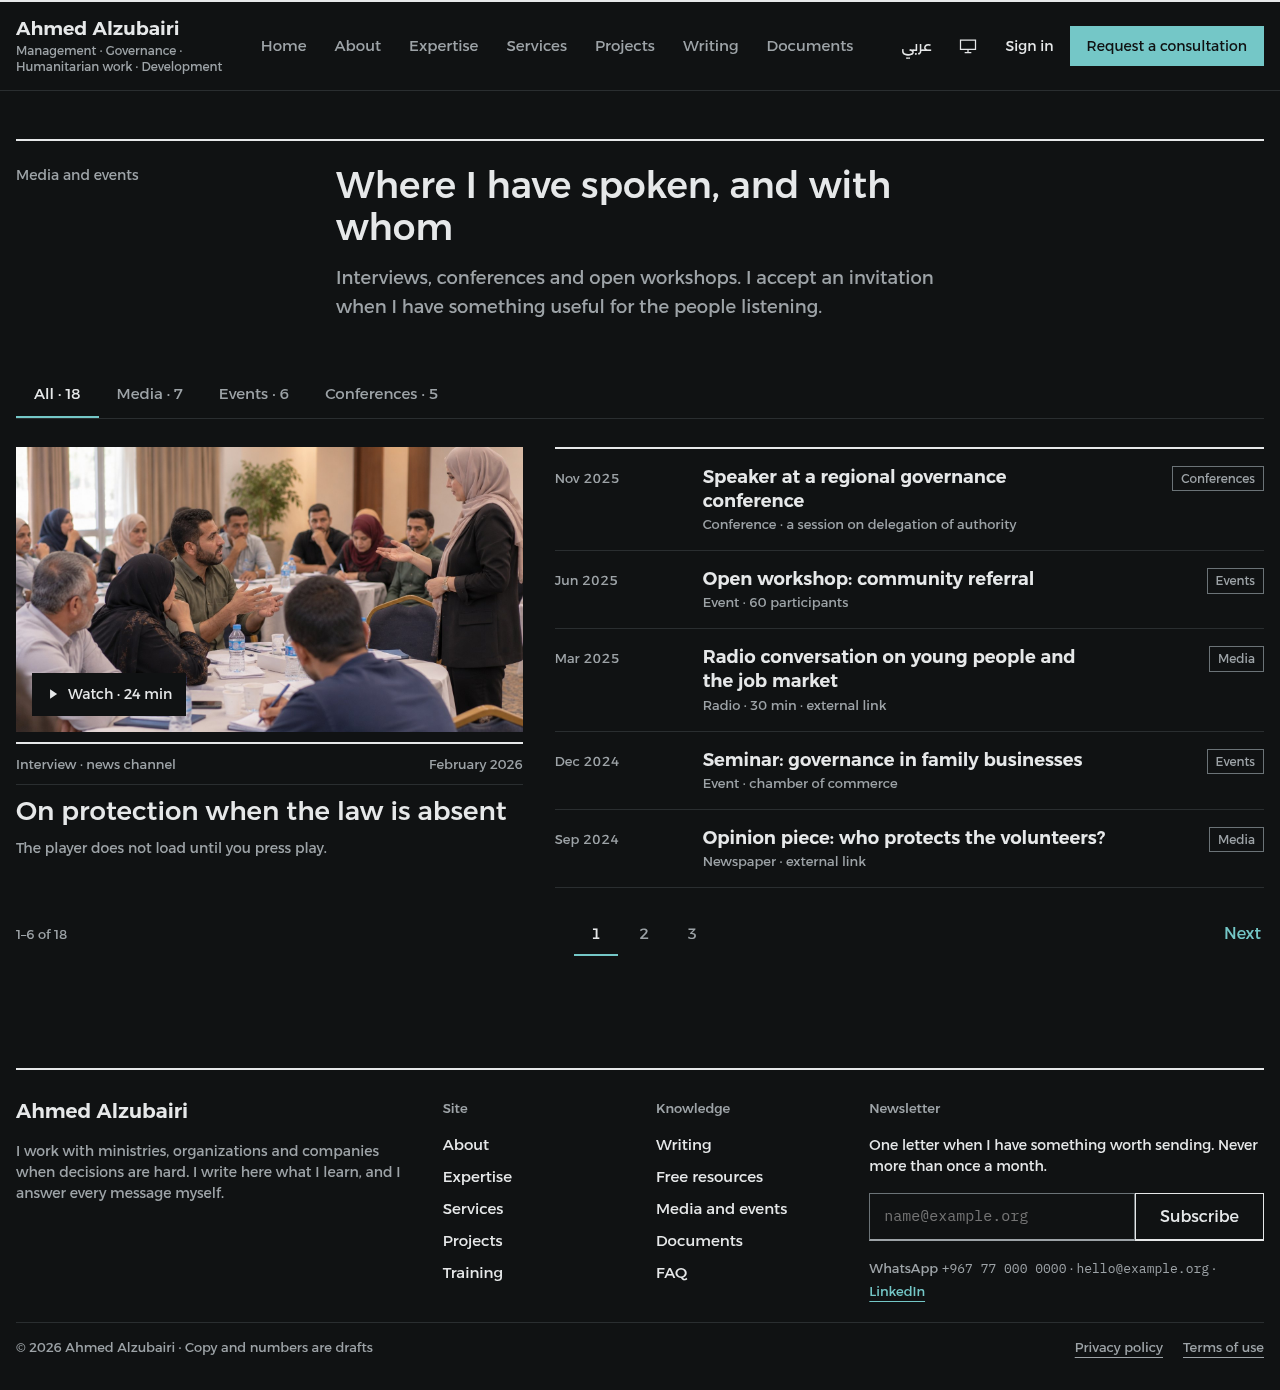 Ahmed Alzubairi
Management · Governance ·
Humanitarian work · Development
Home
About
Expertise
Services
Projects
Writing
Documents
عربي
Sign in
Request a consultation
Media and events
Where I have spoken, and with
whom
Interviews, conferences and open workshops. I accept an invitation
when I have something useful for the people listening.
All · 18
Media · 7
Events · 6
Conferences · 5
Watch · 24 min
Interview · news channel
February 2026
On protection when the law is absent
The player does not load until you press play.
Nov 2025
Speaker at a regional governance
conference
Conference · a session on delegation of authority
Conferences
Jun 2025
Open workshop: community referral
Event · 60 participants
Events
Mar 2025
Radio conversation on young people and
the job market
Radio · 30 min · external link
Media
Dec 2024
Seminar: governance in family businesses
Event · chamber of commerce
Events
Sep 2024
Opinion piece: who protects the volunteers?
Newspaper · external link
Media
1–6 of 18
1
2
3
Next
Ahmed Alzubairi
I work with ministries, organizations and companies
when decisions are hard. I write here what I learn, and I
answer every message myself.
Site
About
Expertise
Services
Projects
Training
Knowledge
Writing
Free resources
Media and events
Documents
FAQ
Newsletter
One letter when I have something worth sending. Never
more than once a month.
name@example.org
Subscribe
WhatsApp +967 77 000 0000 · hello@example.org ·
LinkedIn
© 2026 Ahmed Alzubairi · Copy and numbers are drafts
Privacy policy
Terms of use